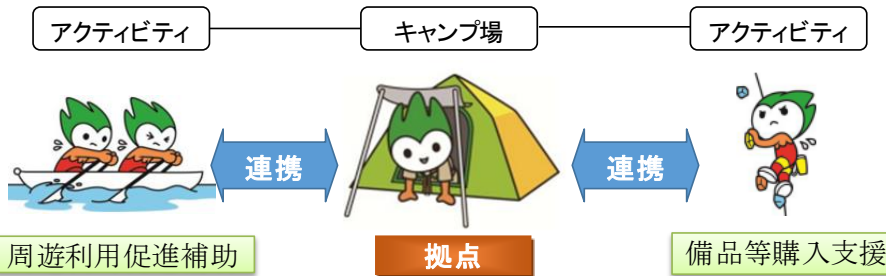 アクティビティ
キャンプ場
アクティビティ
連携
連携
周遊利用促進補助
拠点
備品等購入支援